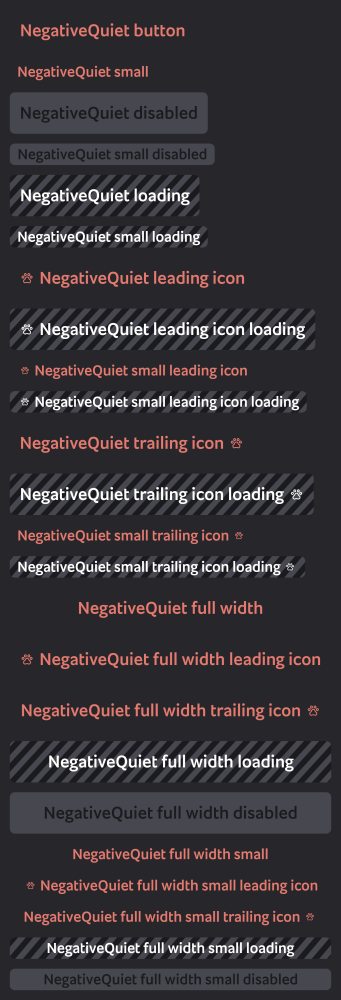 NegativeQuiet button
NegativeQuiet small
NegativeQuiet disabled
NegativeQuiet small disabled
NegativeQuiet loading
NegativeQuiet small loading
NegativeQuiet leading icon
NegativeQuiet leading icon loading
NegativeQuiet small leading icon
NegativeQuiet small leading icon loading
NegativeQuiet trailing icon
NegativeQuiet trailing icon loading
NegativeQuiet small trailing icon
NegativeQuiet small trailing icon loading
NegativeQuiet full width
NegativeQuiet full width leading icon
NegativeQuiet full width trailing icon
NegativeQuiet full width loading
NegativeQuiet full width disabled
NegativeQuiet full width small
NegativeQuiet full width small leading icon
NegativeQuiet full width small trailing icon
NegativeQuiet full width small loading
NegativeQuiet full width small disabled